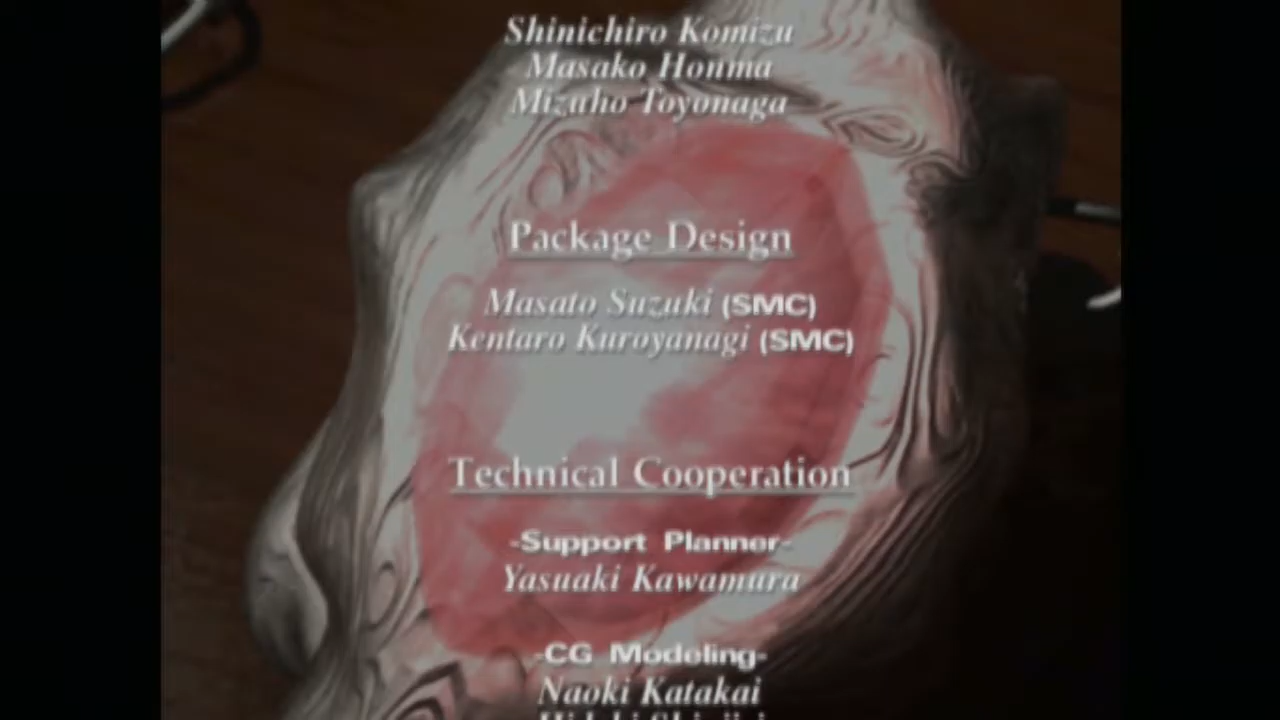 Shinichiro Komizu
Masako Honma
Mizuho Toyonaga
Package Design
Masato Suzuki (SMC)
Kentaro Kuroyanagi (SMC)
Technical Cooperation
-Support Planner-
Yasuaki Kawamura
-CG Modeling-
Naoki Katakai